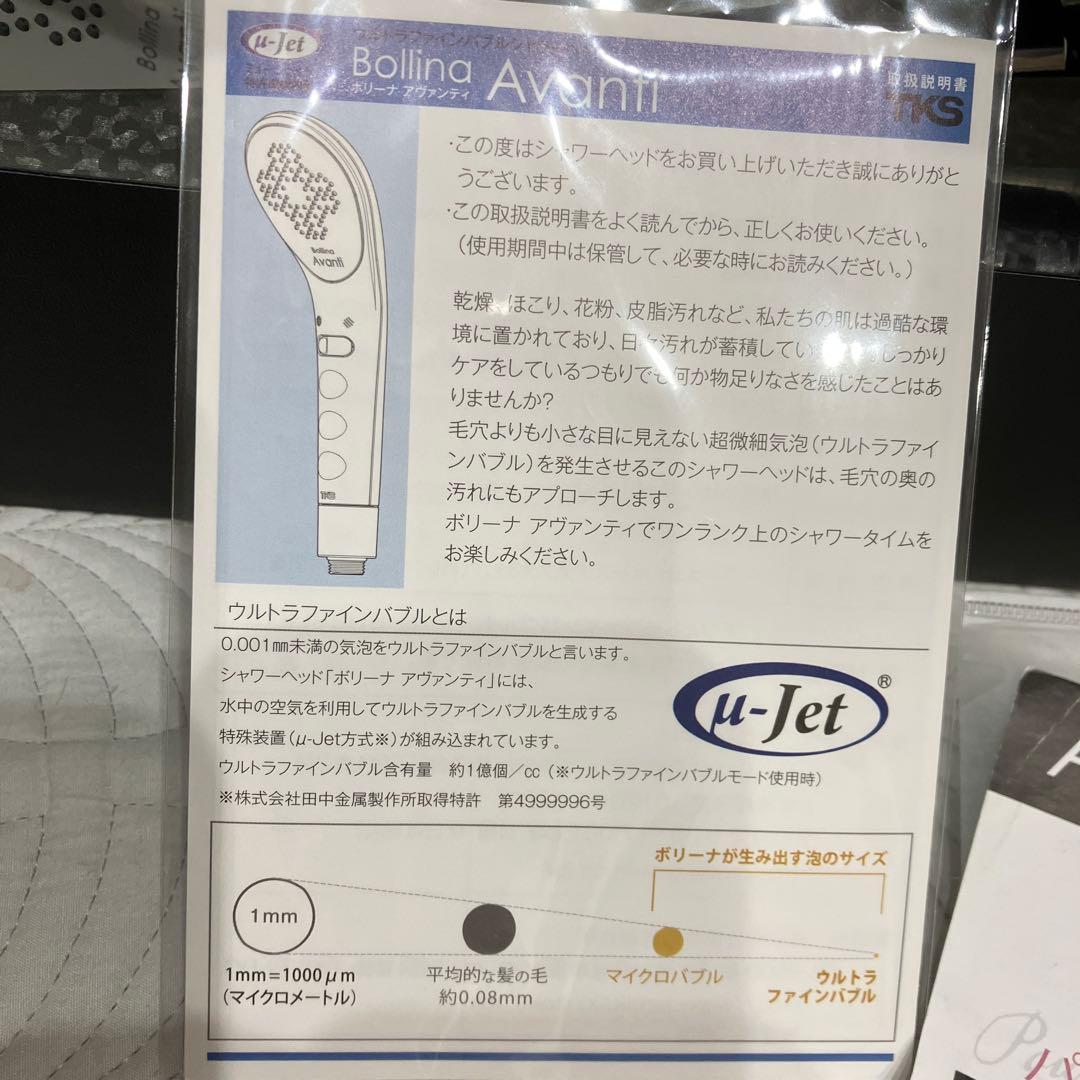 Bollina
μ-Jet
Bollina Avanti
ボリーナ アヴァンティ
取扱説明書
TKS
・この度はシャワーヘッドをお買い上げいただき誠にありがと
うございます。
・この取扱説明書をよく読んでから、正しくお使いください。
（使用期間中は保管して、必要な時にお読みください。）
乾燥、ほこり、花粉、皮脂汚れなど、私たちの肌は過酷な環
境に置かれており、日々汚れが蓄積してい しっかり
ケアをしているつもりでも何か物足りなさを感じたことはあ
りませんか?
毛穴よりも小さな目に見えない超微細気泡（ウルトラファイ
ンバブル）を発生させるこのシャワーヘッドは、毛穴の奥の
汚れにもアプローチします。
ボリーナ アヴァンティでワンランク上のシャワータイムを
お楽しみください。
Bollina
Avanti
TKS
ウルトラファインバブルとは
0.001㎜未満の気泡をウルトラファインバブルと言います。
シャワーヘッド「ボリーナ アヴァンティ」には、
水中の空気を利用してウルトラファインバブルを生成する
特殊装置（μ-Jet方式※）が組み込まれています。
ウルトラファインバブル含有量 約1億個／cc（※ウルトラファインバブルモード使用時）
※株式会社田中金属製作所取得特許 第4999996号
μ-Jet®
ボリーナが生み出す泡のサイズ
1mm
1mm=1000μm
（マイクロメートル）
平均的な髪の毛
約0.08mm
マイクロバブル
ウルトラ
ファインバブル